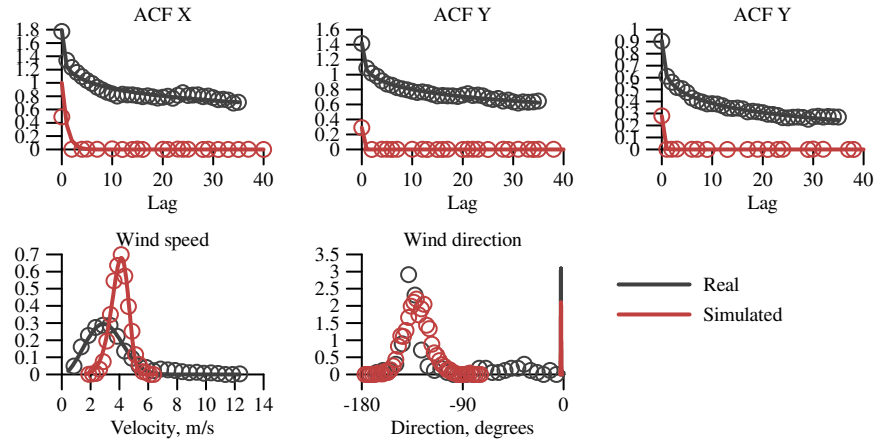 ACF X
1.8
1.6
1.4
1.2
1
0.8
0.6
0.4
0.2
0
0 10 20 30 40
Lag
ACF Y
1.6
1.4
1.2
1
0.8
0.6
0.4
0.2
0
0 10 20 30 40
Lag
ACF Y
1
0.9
0.8
0.7
0.6
0.5
0.4
0.3
0.2
0.1
0
0 10 20 30 40
Lag
Wind speed
0.7
0.6
0.5
0.4
0.3
0.2
0.1
0
0 2 4 6 8 10 12 14
Velocity, m/s
Wind direction
3.5
3
2.5
2
1.5
1
0.5
0
-180 -90 0
Direction, degrees
Real
Simulated